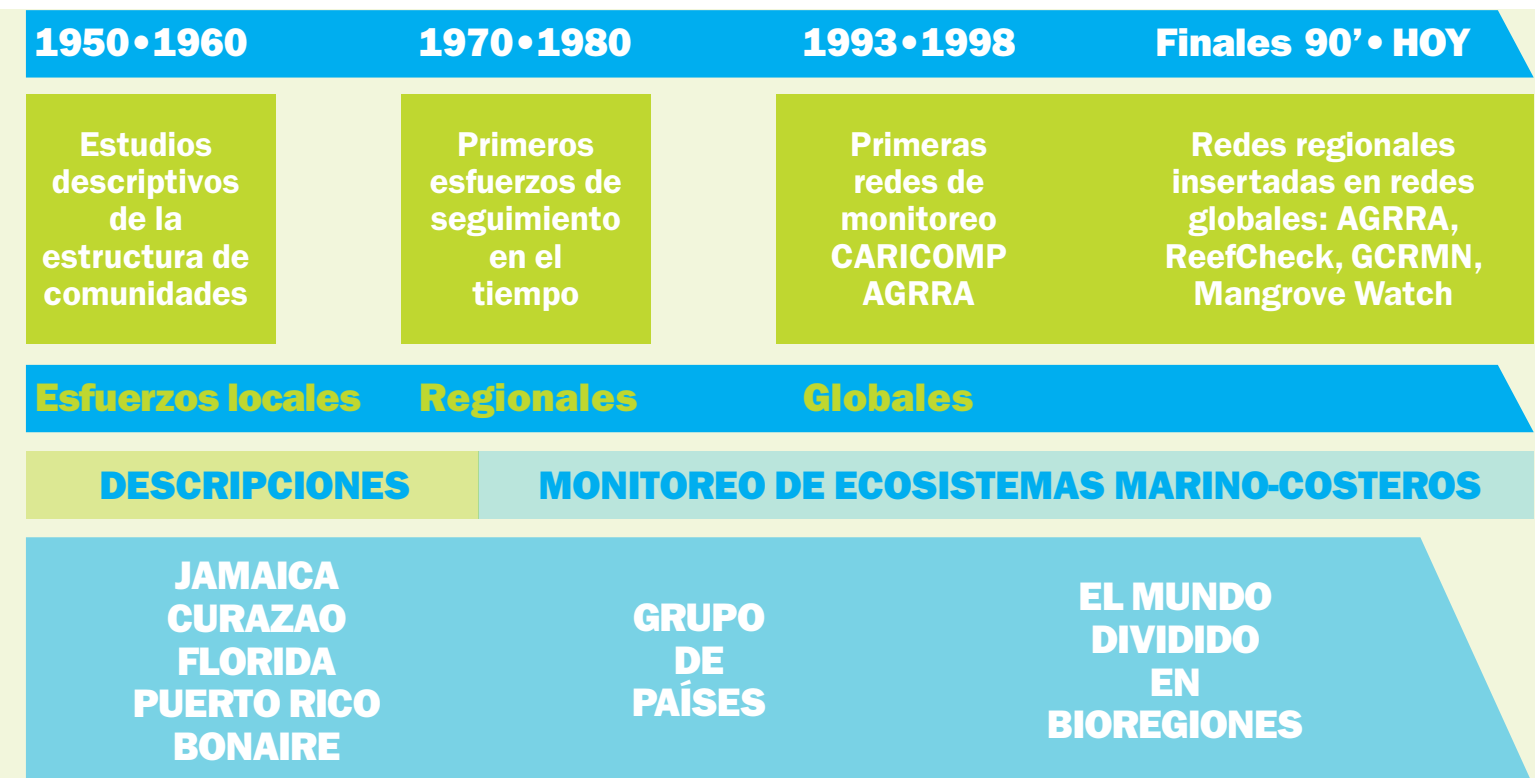 1950•1960
1970•1980
1993•1998
Finales 90’• HOY
Estudios
descriptivos
de la
estructura de
comunidades
Primeros
esfuerzos de
seguimiento
en el
tiempo
Primeras
redes de
monitoreo
CARICOMP
AGRRA
Redes regionales
insertadas en redes
globales: AGRRA,
ReefCheck, GCRMN,
Mangrove Watch
Esfuerzos locales
Regionales
Globales
DESCRIPCIONES
MONITOREO DE ECOSISTEMAS MARINO-COSTEROS
JAMAICA
CURAZAO
FLORIDA
PUERTO RICO
BONAIRE
GRUPO
DE
PAÍSES
EL MUNDO
DIVIDIDO
EN
BIOREGIONES